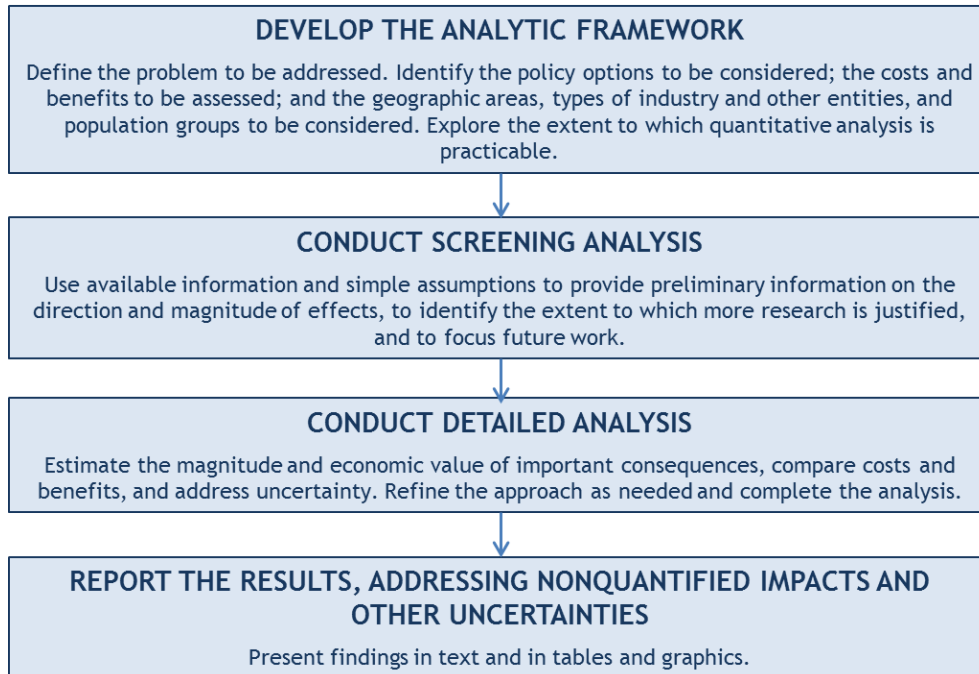 DEVELOP THE ANALYTIC FRAMEWORK
Define the problem to be addressed. Identify the policy options to be considered; the costs and
benefits to be assessed; and the geographic areas, types of industry and other entities, and
population groups to be considered. Explore the extent to which quantitative analysis is
practicable.
CONDUCT SCREENING ANALYSIS
Use available information and simple assumptions to provide preliminary information on the
direction and magnitude of effects, to identify the extent to which more research is justified,
and to focus future work.
CONDUCT DETAILED ANALYSIS
Estimate the magnitude and economic value of important consequences, compare costs and
benefits, and address uncertainty. Refine the approach as needed and complete the analysis.
REPORT THE RESULTS, ADDRESSING NONQUANTIFIED IMPACTS AND
OTHER UNCERTAINTIES
Present findings in text and in tables and graphics.